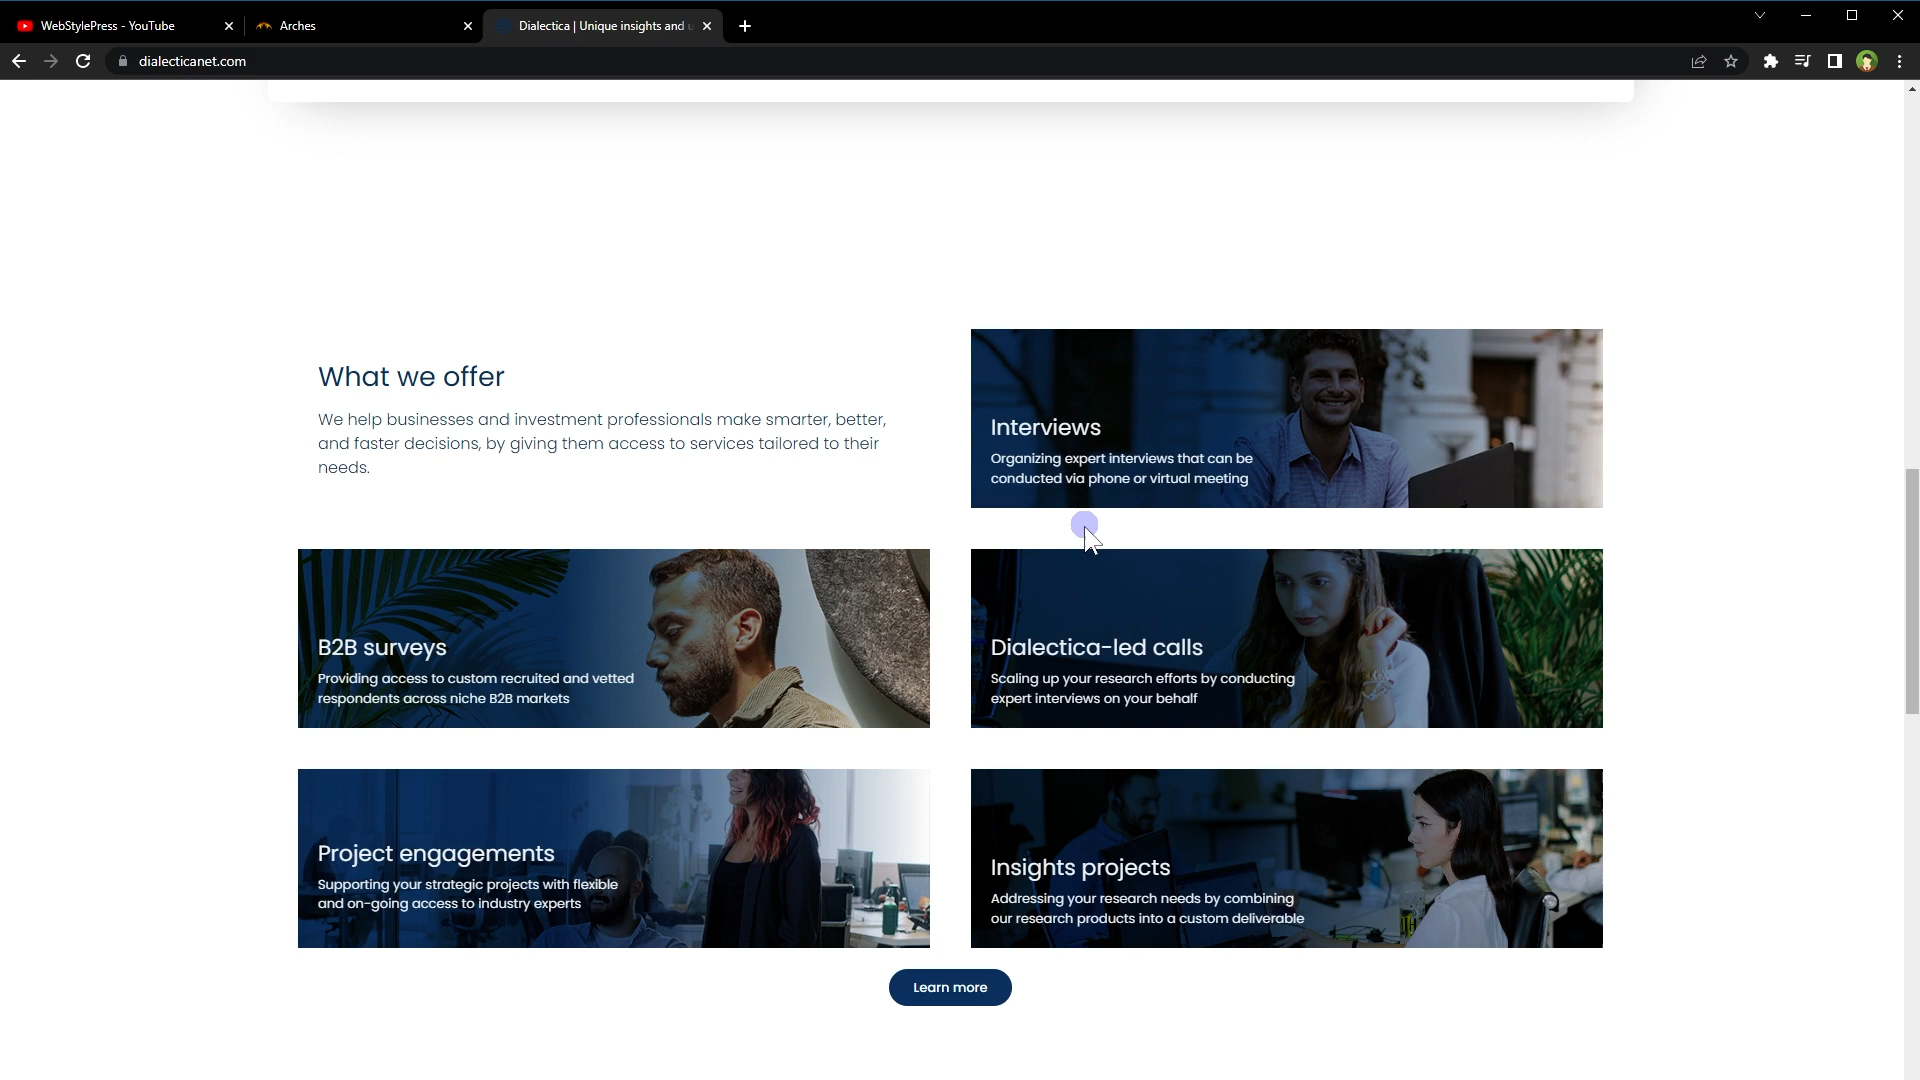 WebStylePress - YouTube
Arches
Dialectica | Unique insights and
dialecticanet.com
What we offer
We help businesses and investment professionals make smarter, better,
and faster decisions, by giving them access to services tailored to their
needs.
Interviews
Organizing expert interviews that can be
conducted via phone or virtual meeting
B2B surveys
Providing access to custom recruited and vetted
respondents across niche B2B markets
Dialectica-led calls
Scaling up your research efforts by conducting
expert interviews on your behalf
Project engagements
Supporting your strategic projects with flexible
and on-going access to industry experts
Insights projects
Addressing your research needs by combining
our research products into a custom deliverable
Learn more